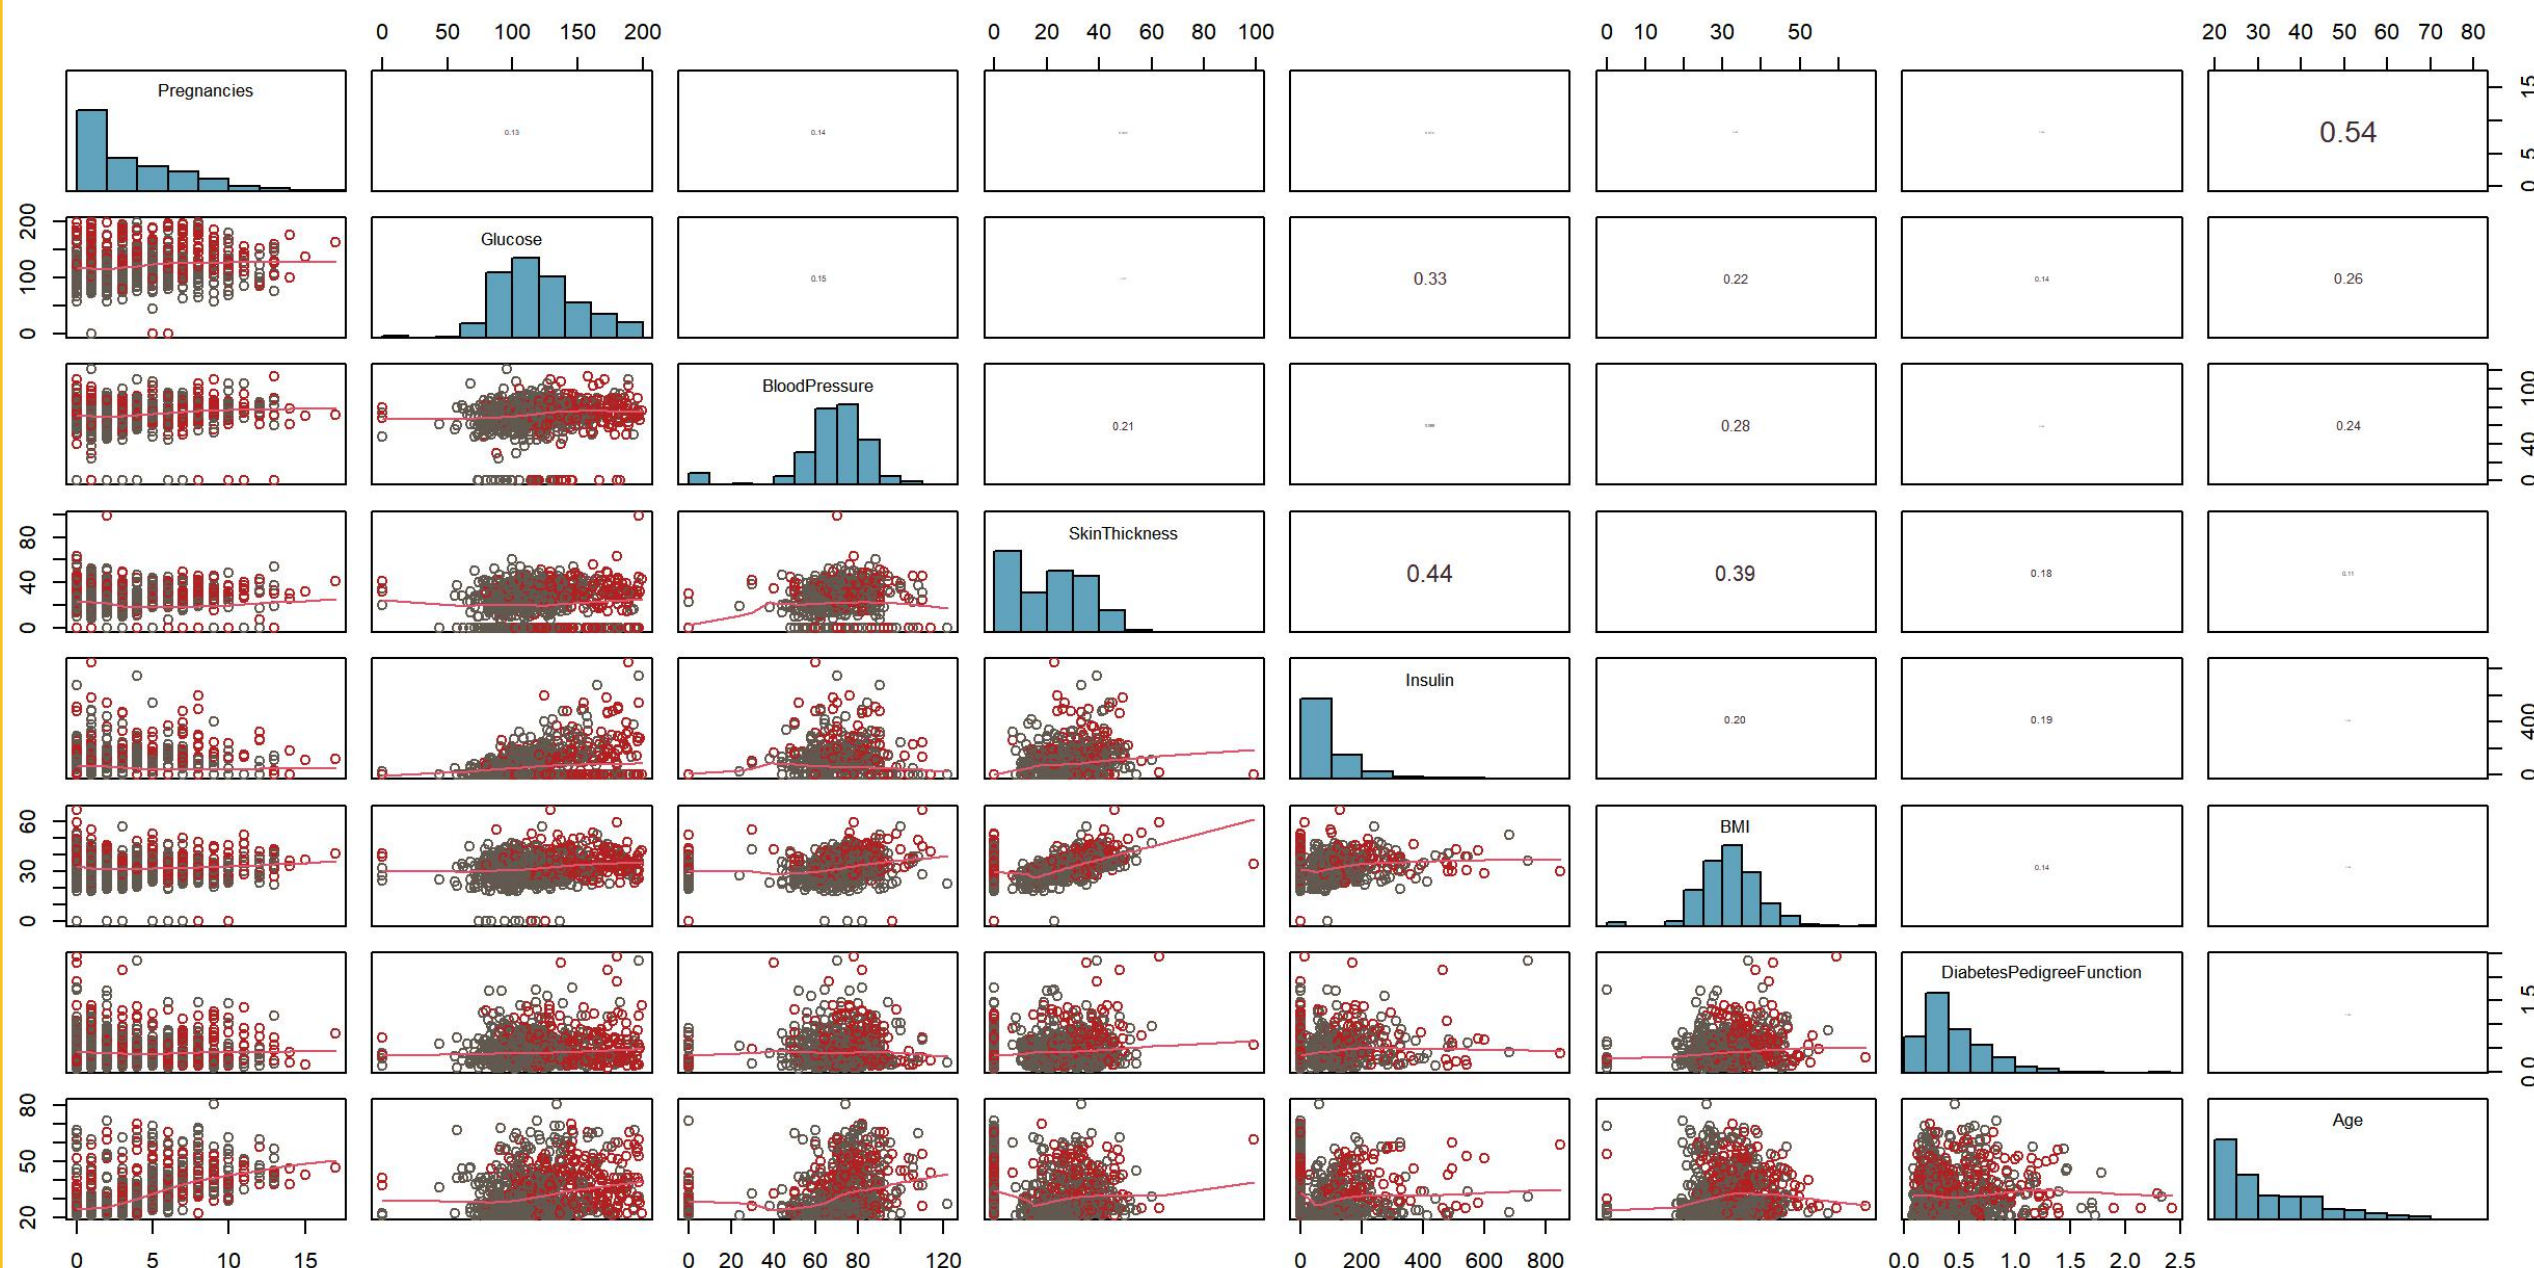 0 50 100 150 200 0 20 40 60 80 100 0 10 30 50 20 30 40 50 60 70 80
Pregnancies 0.13 0.14 0.54 0 5 15
0 100 200 Glucose 0.15 0.33 0.22 0.14 0.26
BloodPressure 0.21 0.28 0.24 0 40 100
0 40 80 SkinThickness 0.44 0.39 0.18 0.11
Insulin 0.20 0.19 0 400
0 30 60 BMI 0.14
DiabetesPedigreeFunction 0.0 1.5
20 50 80 Age
0 5 10 15 0 20 40 60 80 120 0 200 400 600 800 0.0 0.5 1.0 1.5 2.0 2.5